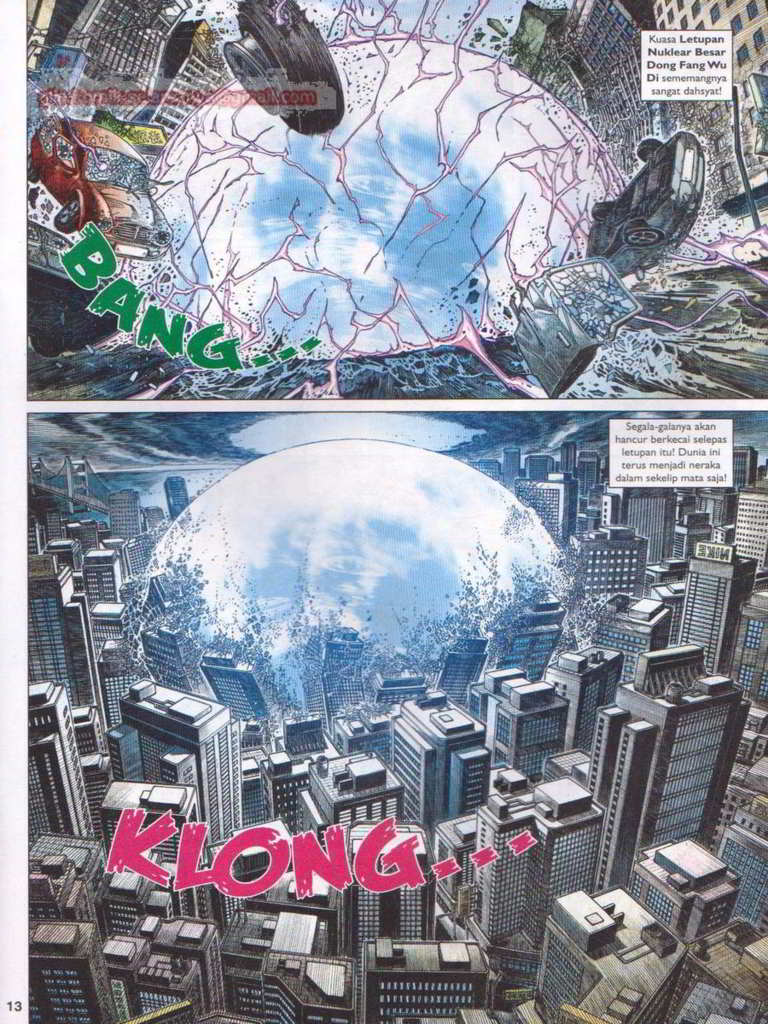 Kuasa Letupan
Nuklear Besar
Dong Fang Wu
Di sememangnya
sangat dahsyat!
BANG...
Segala-galanya akan
hancur berkecai selepas
letupan itu! Dunia ini
terus menjadi neraka
dalam sekelip mata saja!
KLONG...
13